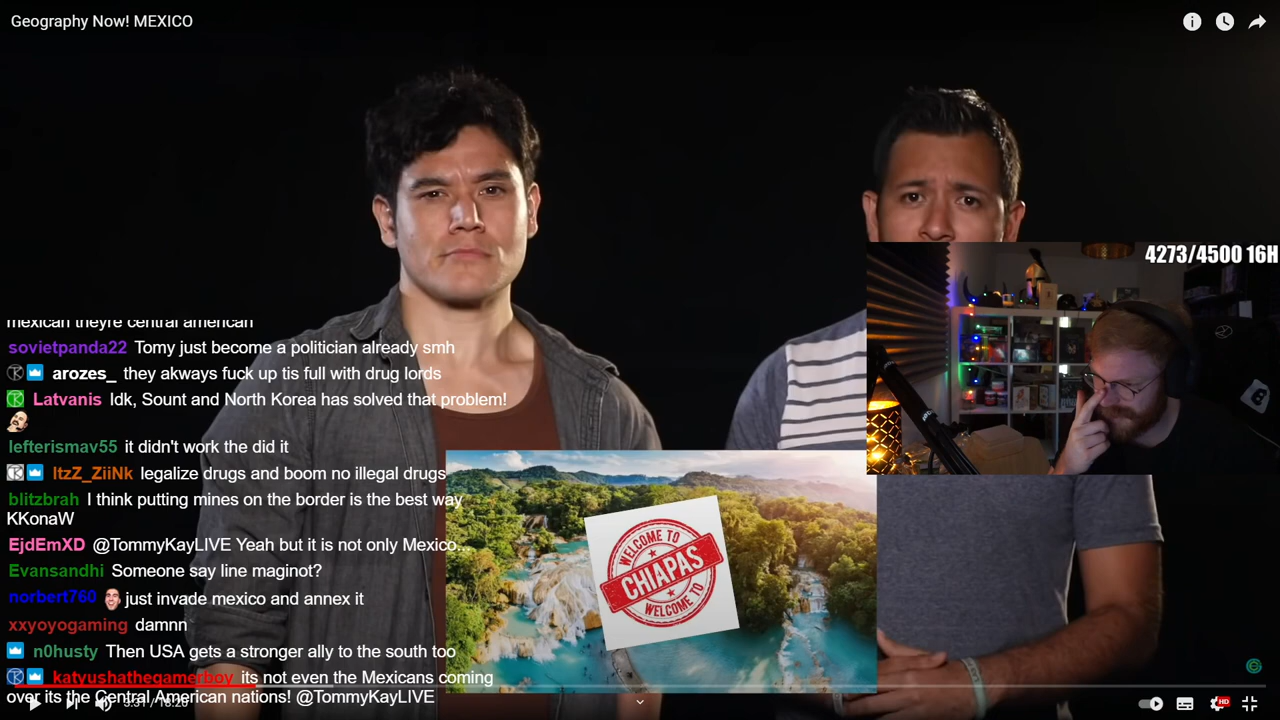 Geography Now! MEXICO
4273/4500 16H
mexican theyre central american
sovietpanda22 Tomy just become a politician already smh
arozes_ they akways fuck up tis full with drug lords
Latvanis Idk, Sount and North Korea has solved that problem!
lefterismav55 it didn't work the did it
ItzZ_ZiiNk legalize drugs and boom no illegal drugs
blitzbrah I think putting mines on the border is the best way
KKonaW
EjdEmXD @TommyKayLIVE Yeah but it is not only Mexico...
Evansandhi Someone say line maginot?
norbert760 just invade mexico and annex it
xxyoyogaming damnn
n0husty Then USA gets a stronger ally to the south too
katyushathegamerboy its not even the Mexicans coming
over its the Central American nations! @TommyKayLIVE
WELCOME TO
CHIAPAS
WELCOME TO
HD